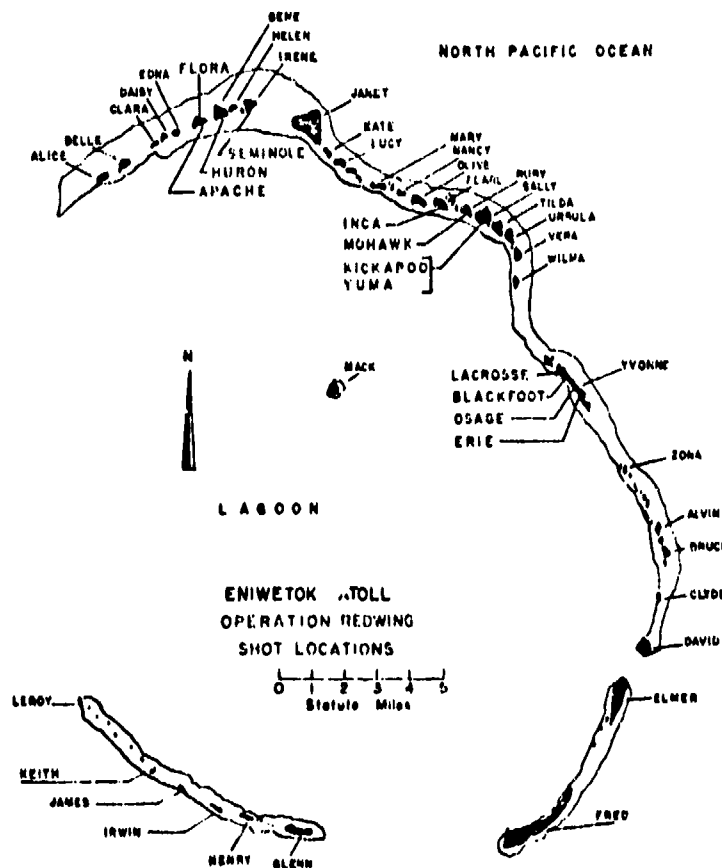 GENE
HELEN
IRENE
NORTH PACIFIC OCEAN
FLORA
EDNA
DAISY
CLARA
BELLE
ALICE
JANET
KATE
LUCY
MARY
NANCY
OLIVE
PEARL
RUBY
SALLY
TILDA
URSULA
VERA
WILMA
SEMINOLE
HURON
APACHE
INCA
MOHAWK
KICKAPOO
YUMA
N
MACK
LACROSSE
BLACKFOOT
OSAGE
ERIE
YVONNE
ZONA
LAGOON
ALVIN
BRUCE
CLYDE
DAVID
ENIWETOK ATOLL
OPERATION REDWING
SHOT LOCATIONS
0 1 2 3 4 5
Statute Miles
LEROY
ELMER
KEITH
JAMES
IRWIN
HENRY
GLENN
FRED